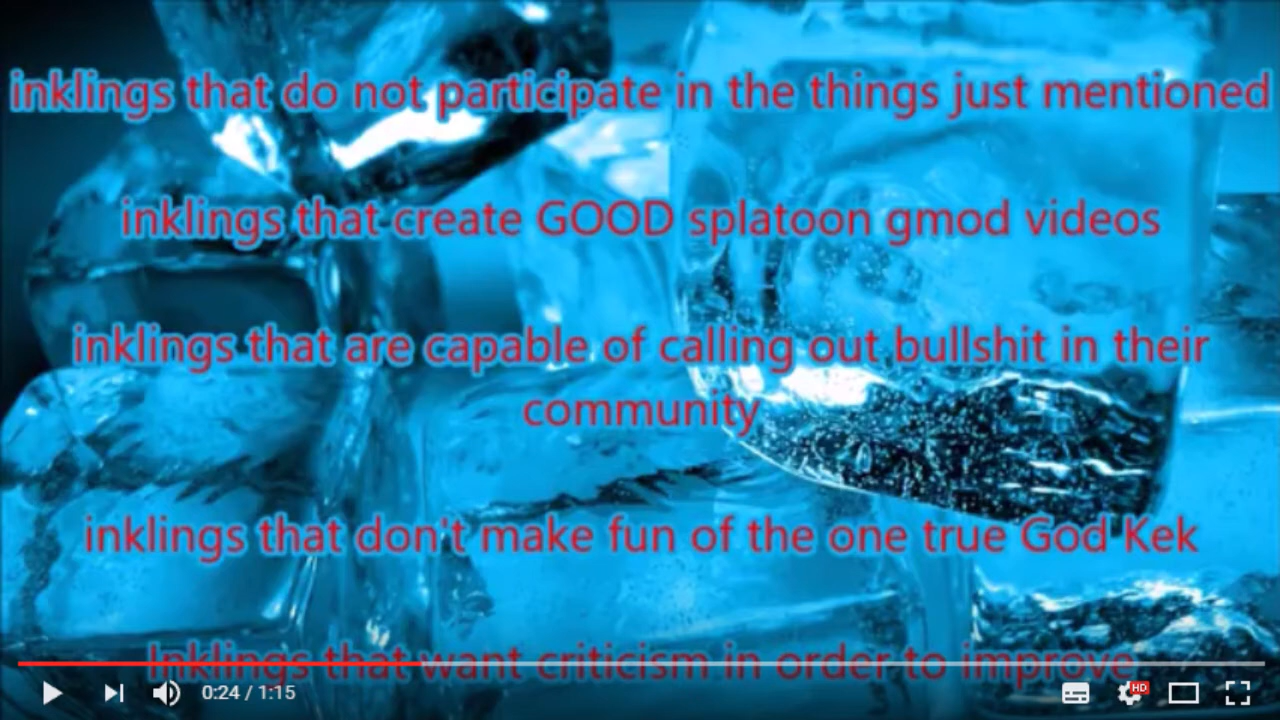 inklings that do not participate in the things just mentioned
inklings that create GOOD splatoon gmod videos
inklings that are capable of calling out bullshit in their
community
inklings that don't make fun of the one true God Kek
Inklings that want criticism in order to improve
0:24 / 1:15
HD